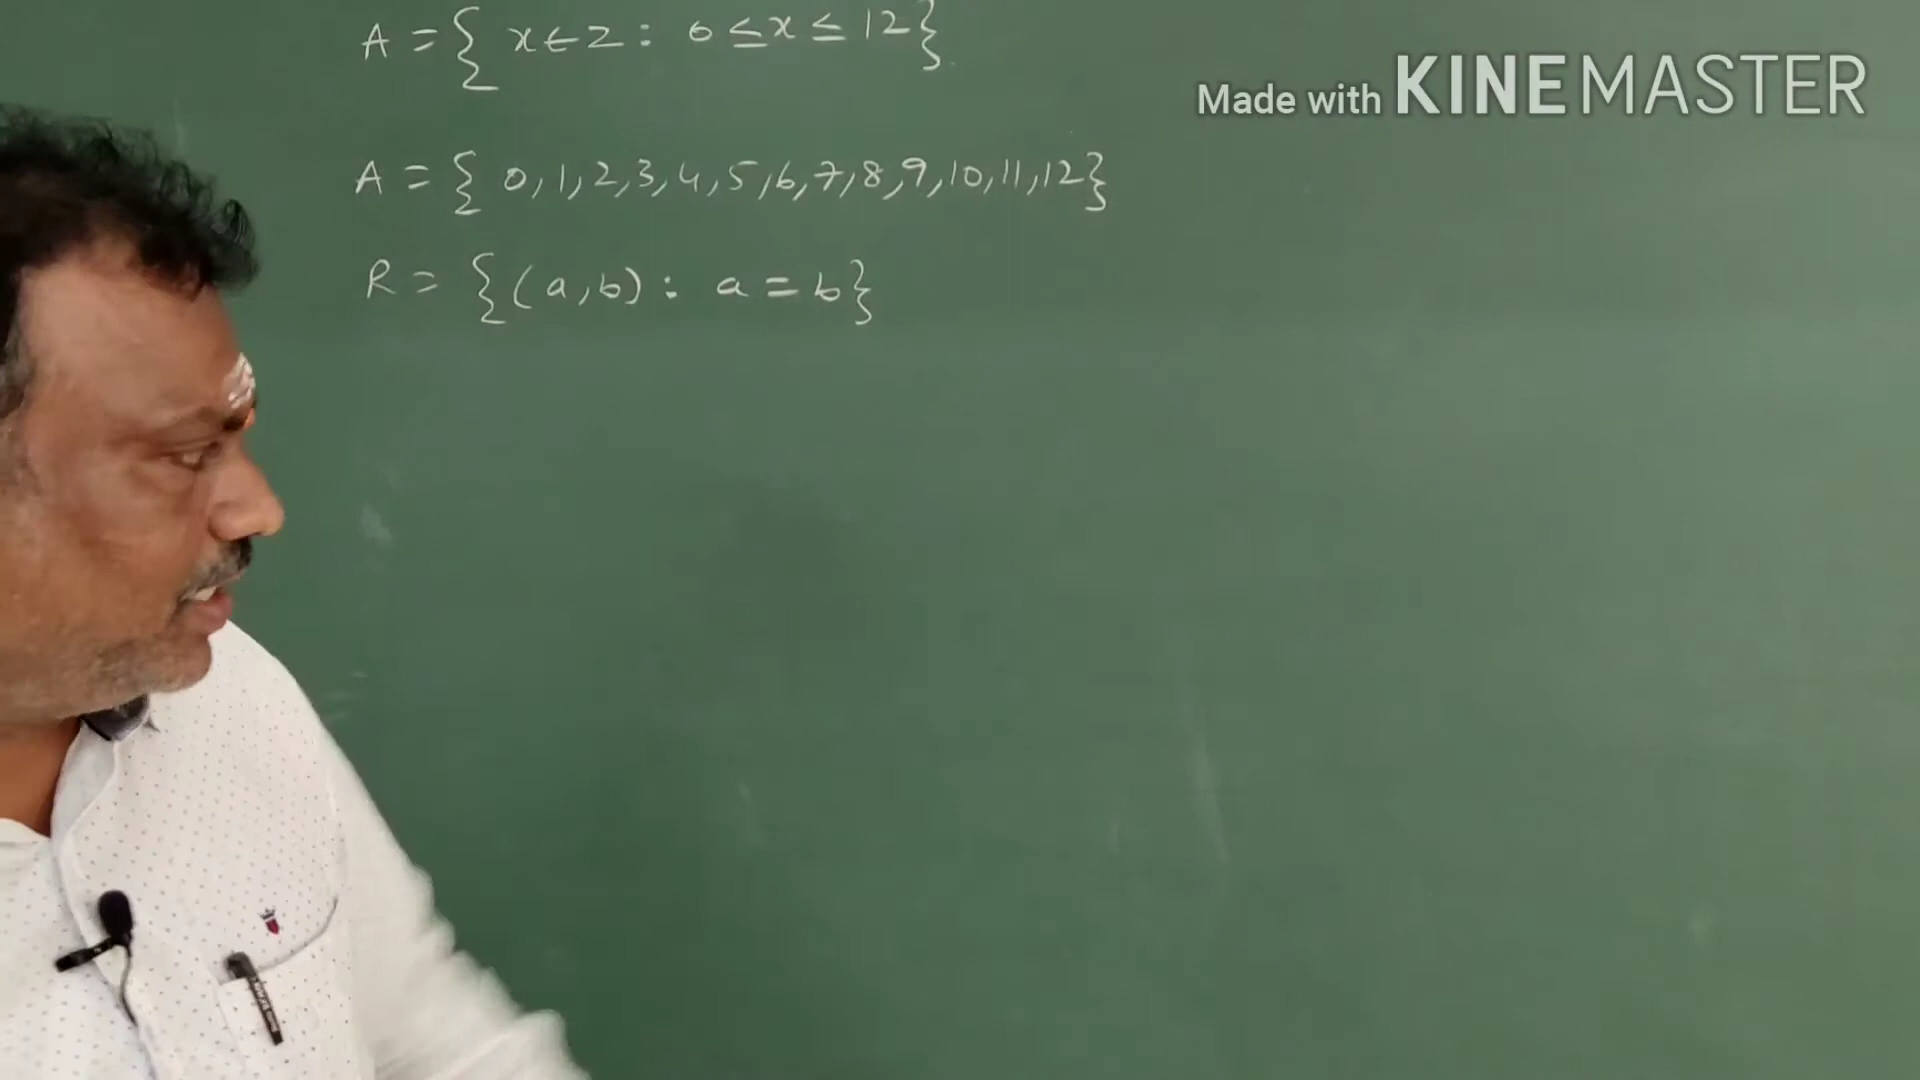 A = { x ∈ Z : 0 ≤ x ≤ 12}
Made with KINEMASTER
A = { 0,1,2,3,4,5,6,7,8,9,10,11,12}
R = {(a,b): a = b}